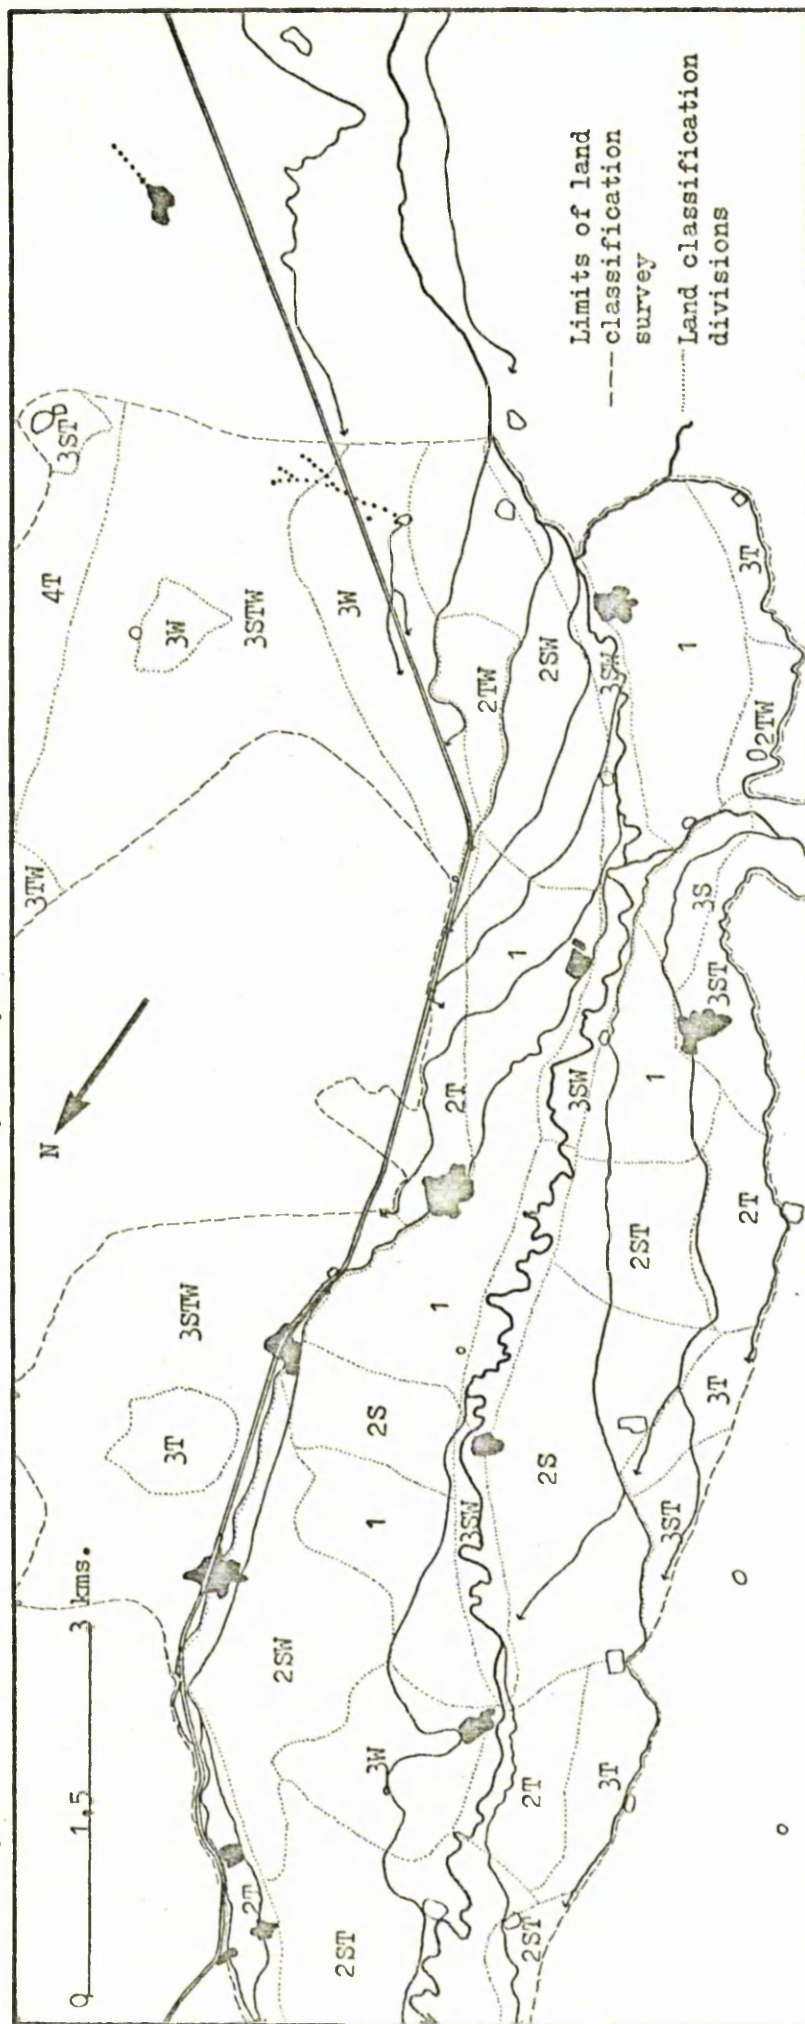 3TW
N
4T
3ST
0 1.5 3 kms.
3T
3W
3STW
2T
3STW
2SW
2ST
3W
3W
1
2S
1
2T
3SW
2TW
1
2ST
2T
2S
2SW
3SW
3T
3SW
2ST
1
3ST
1
3S
3T
3ST
2T
3T
2TW
Limits of land
classification
survey
Land classification
divisions